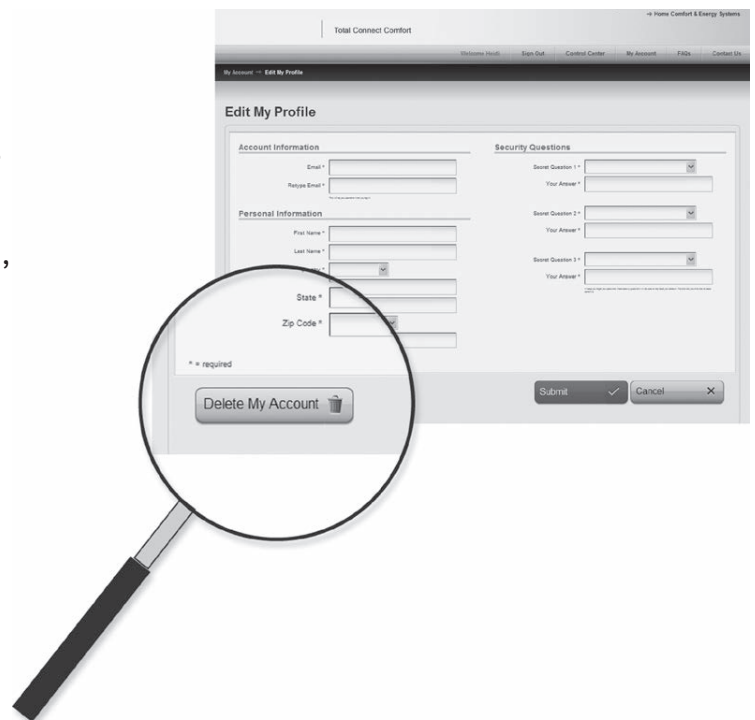 → Home Comfort & Energy Systems
Total Connect Comfort
Welcome Heidi Sign Out Control Center My Account FAQs Contact Us
My Account → Edit My Profile
Edit My Profile
Account Information
Email *
Retype Email *
Personal Information
First Name *
Last Name *
State *
Zip Code *
* = required
Delete My Account
Security Questions
Secret Question 1 *
Your Answer *
Secret Question 2 *
Your Answer *
Secret Question 3 *
Your Answer *
Submit
Cancel
,